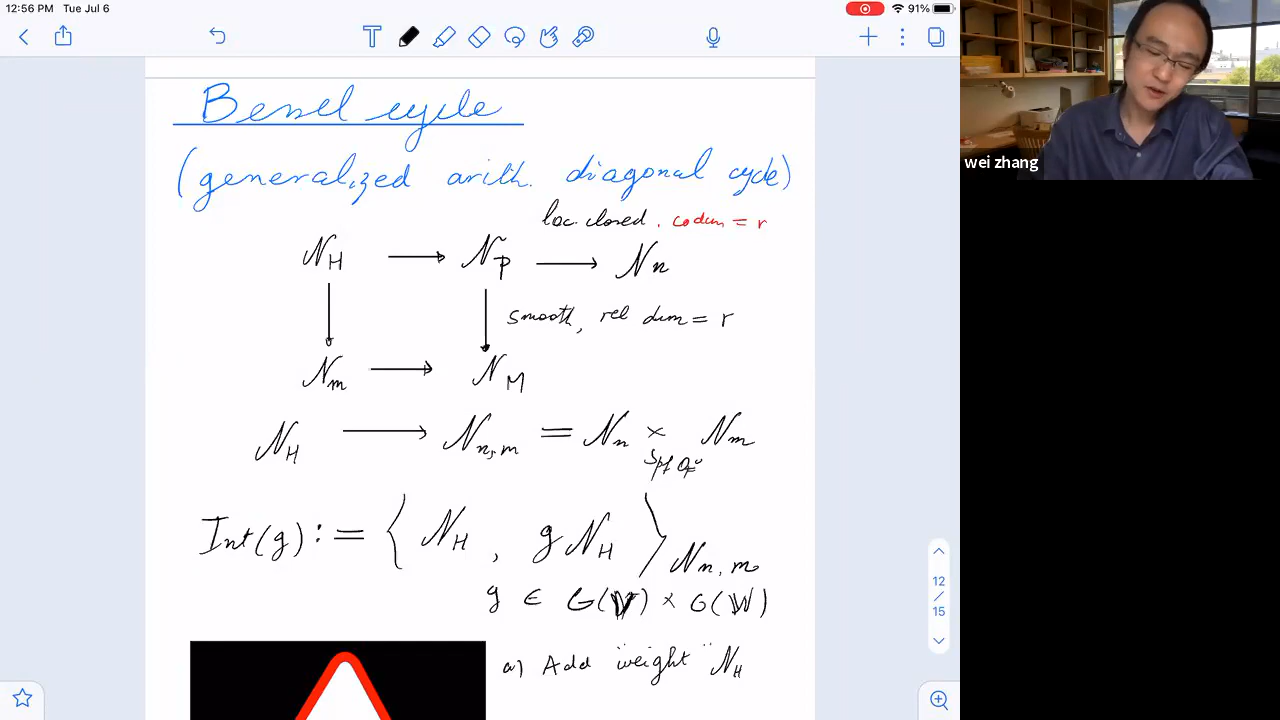 12:56 PM Tue Jul 6
91%
Bessel cycle
(generalized arith. diagonal cycle)
loc. closed. codim = r
N_H → N_P → N_n
smooth, rel dim = r
N_m → N_M
N_H → N_{n,m} = N_n × N_m
Int(g) := ⟨ N_H , g N_H ⟩_{N_{n,m}}
g ∈ G(V) × G(W)
a) Add "weight" N_H
12
/
15
wei zhang